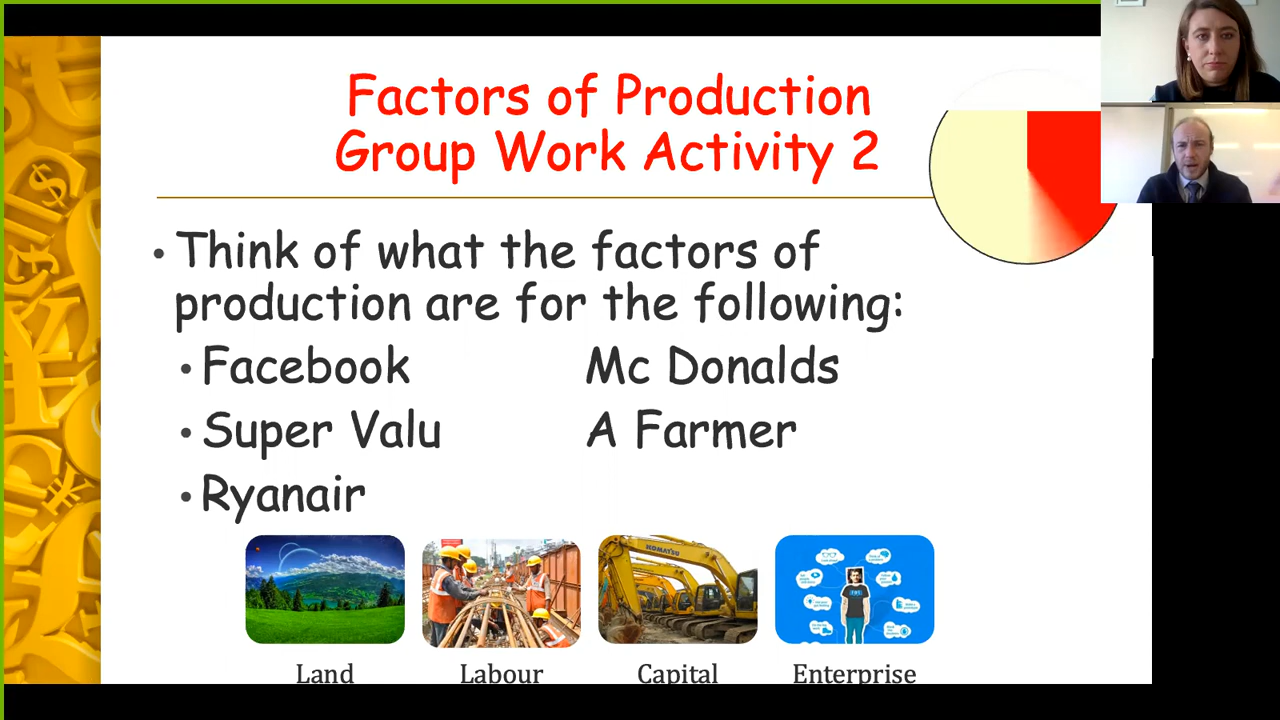 Factors of Production
Group Work Activity 2
• Think of what the factors of
production are for the following:
• Facebook Mc Donalds
• Super Valu A Farmer
• Ryanair
KOMATSU
Land Labour Capital Enterprise